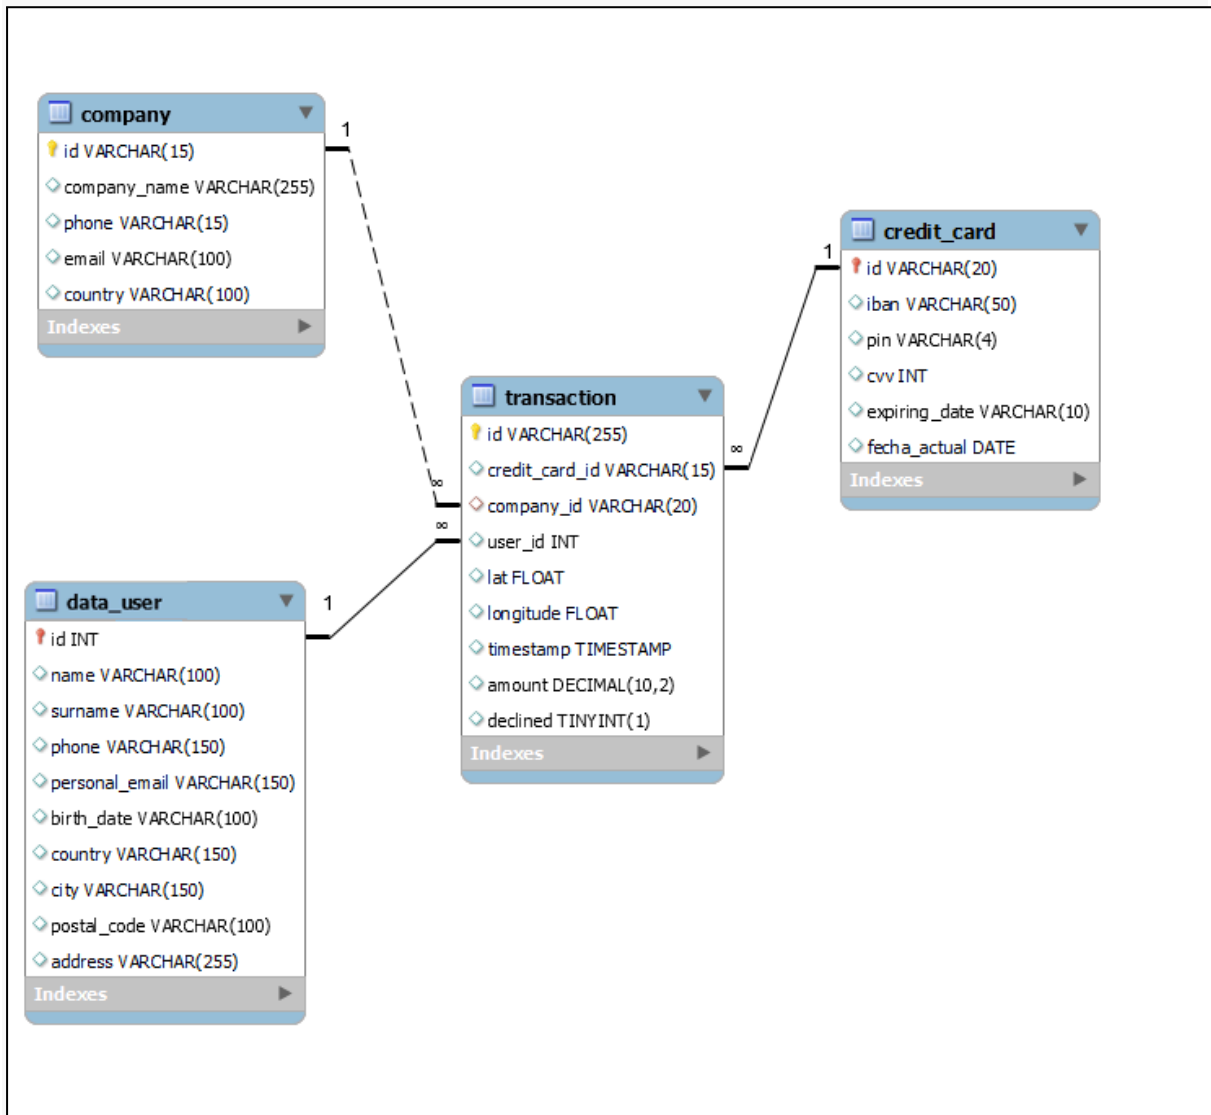 company
1
id VARCHAR(15)
company_name VARCHAR(255)
phone VARCHAR(15)
email VARCHAR(100)
country VARCHAR(100)
Indexes
credit_card
1
id VARCHAR(20)
iban VARCHAR(50)
pin VARCHAR(4)
cvv INT
expiring_date VARCHAR(10)
fecha_actual DATE
Indexes
transaction
id VARCHAR(255)
∞
credit_card_id VARCHAR(15)
∞
company_id VARCHAR(20)
∞
user_id INT
lat FLOAT
longitude FLOAT
timestamp TIMESTAMP
amount DECIMAL(10,2)
declined TINYINT(1)
Indexes
data_user
1
id INT
name VARCHAR(100)
surname VARCHAR(100)
phone VARCHAR(150)
personal_email VARCHAR(150)
birth_date VARCHAR(100)
country VARCHAR(150)
city VARCHAR(150)
postal_code VARCHAR(100)
address VARCHAR(255)
Indexes